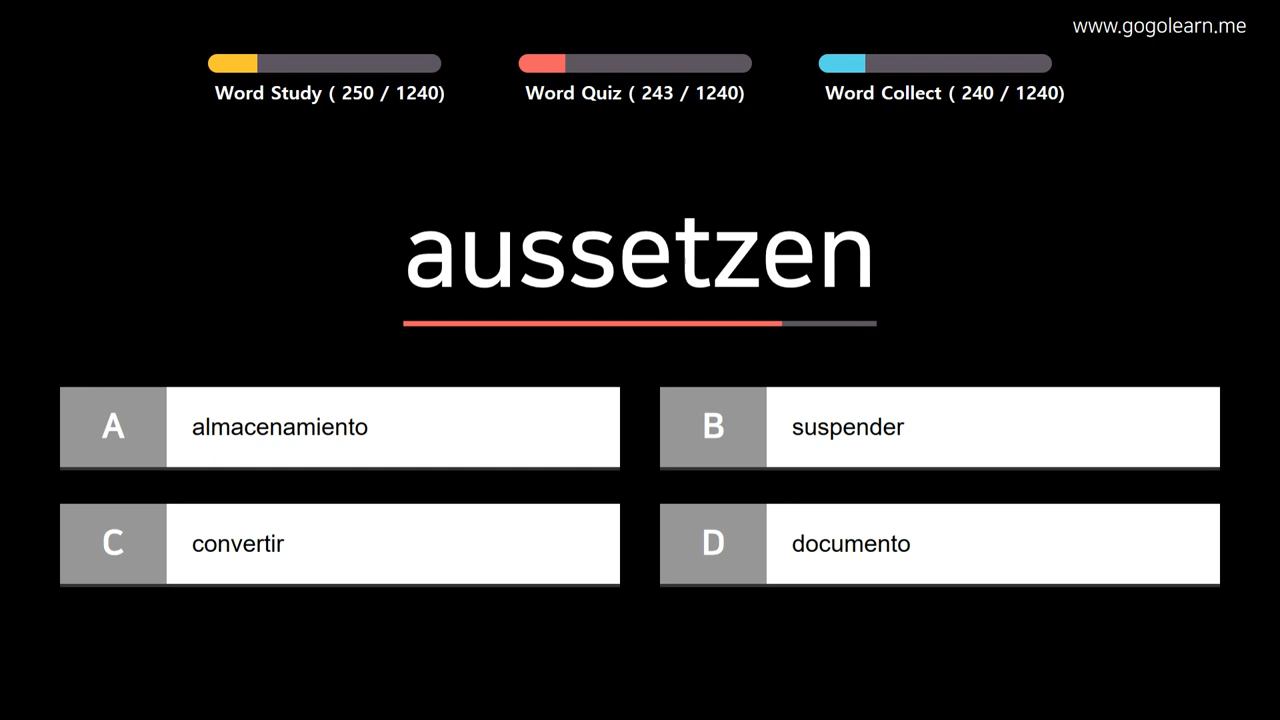 www.gogolearn.me
Word Study ( 250 / 1240)
Word Quiz ( 243 / 1240)
Word Collect ( 240 / 1240)
aussetzen
A almacenamiento
B suspender
C convertir
D documento